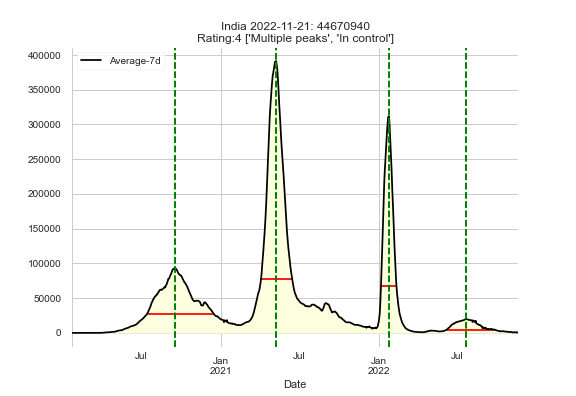 India 2022-11-21: 44670940
Rating:4 ['Multiple peaks', 'In control']
Average-7d
400000
350000
300000
250000
200000
150000
100000
50000
0
Jul
Jan
2021
Jul
Jan
2022
Jul
Date